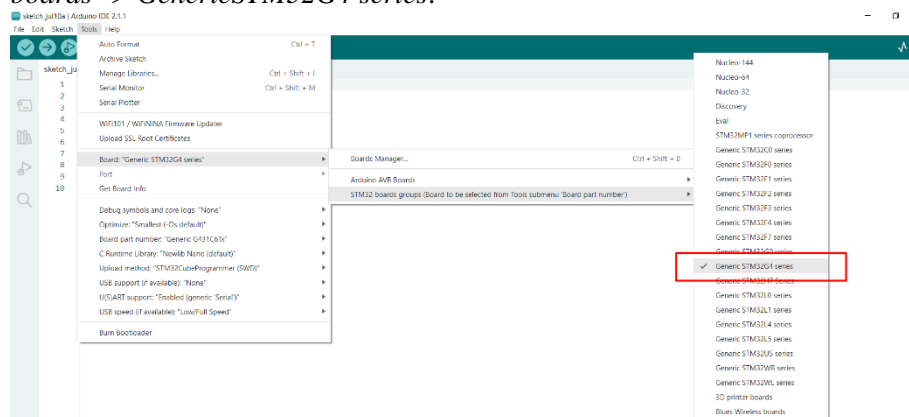 boards -> GenericSTM32G4 series.
sketch_jul10a | Arduino IDE 2.1.1
File Edit Sketch Tools Help
sketch_ju
1
2
3
4
5
6
7
8
9
10
Auto Format Ctrl + T
Archive Sketch
Manage Libraries... Ctrl + Shift + I
Serial Monitor Ctrl + Shift + M
Serial Plotter
WiFi101 / WiFiNINA Firmware Updater
Upload SSL Root Certificates
Board: "Generic STM32G4 series"
Port
Get Board Info
Debug symbols and core logs: "None"
Optimize: "Smallest (-Os default)"
Board part number: "Generic G431C6Tx"
C Runtime Library: "Newlib Nano (default)"
Upload method: "STM32CubeProgrammer (SWD)"
USB support (if available): "None"
U(S)ART support: "Enabled (generic 'Serial')"
USB speed (if available): "Low/Full Speed"
Burn Bootloader
Boards Manager... Ctrl + Shift + B
Arduino AVR Boards
STM32 boards groups (Board to be selected from Tools submenu 'Board part number')
Nucleo-144
Nucleo-64
Nucleo-32
Discovery
Eval
STM32MP1 series coprocessor
Generic STM32C0 series
Generic STM32F0 series
Generic STM32F1 series
Generic STM32F2 series
Generic STM32F3 series
Generic STM32F4 series
Generic STM32F7 series
Generic STM32G0 series
Generic STM32G4 series
Generic STM32H7 Series
Generic STM32L0 series
Generic STM32L1 series
Generic STM32L4 series
Generic STM32L5 series
Generic STM32U5 series
Generic STM32WB series
Generic STM32WL series
3D printer boards
Blues Wireless boards